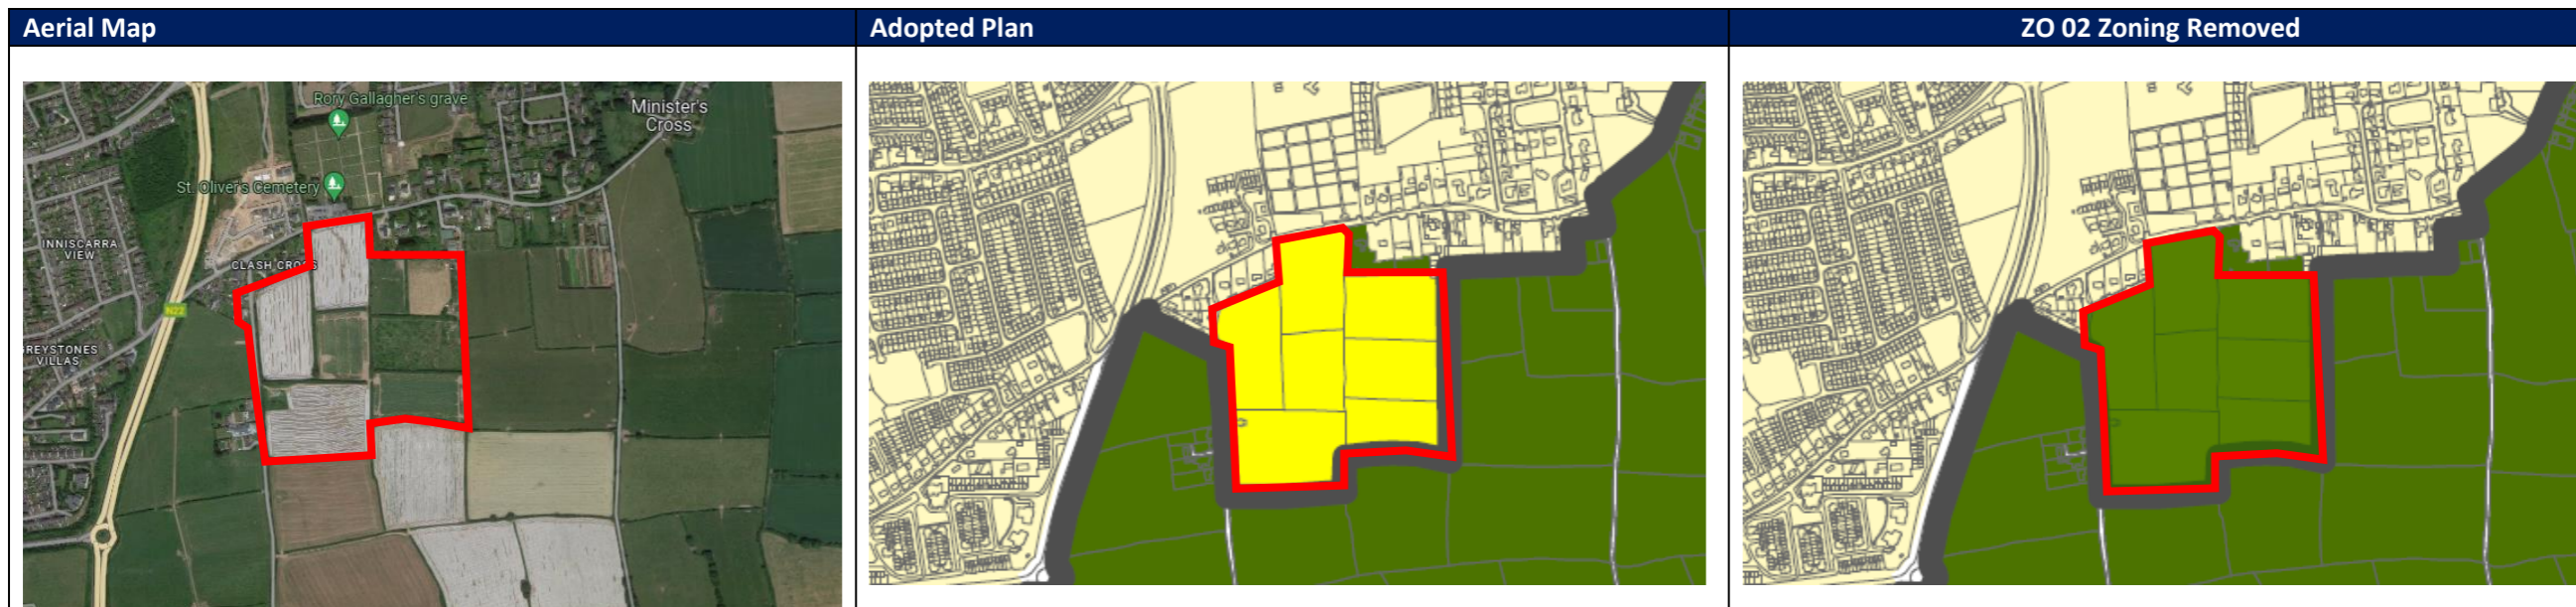 Aerial Map
Adopted Plan
ZO 02 Zoning Removed
Rory Gallagher's grave
Minister's
Cross
St. Oliver's Cemetery
INNISCARRA
VIEW
CLASH CROSS
N22
GREYSTONES
VILLAS